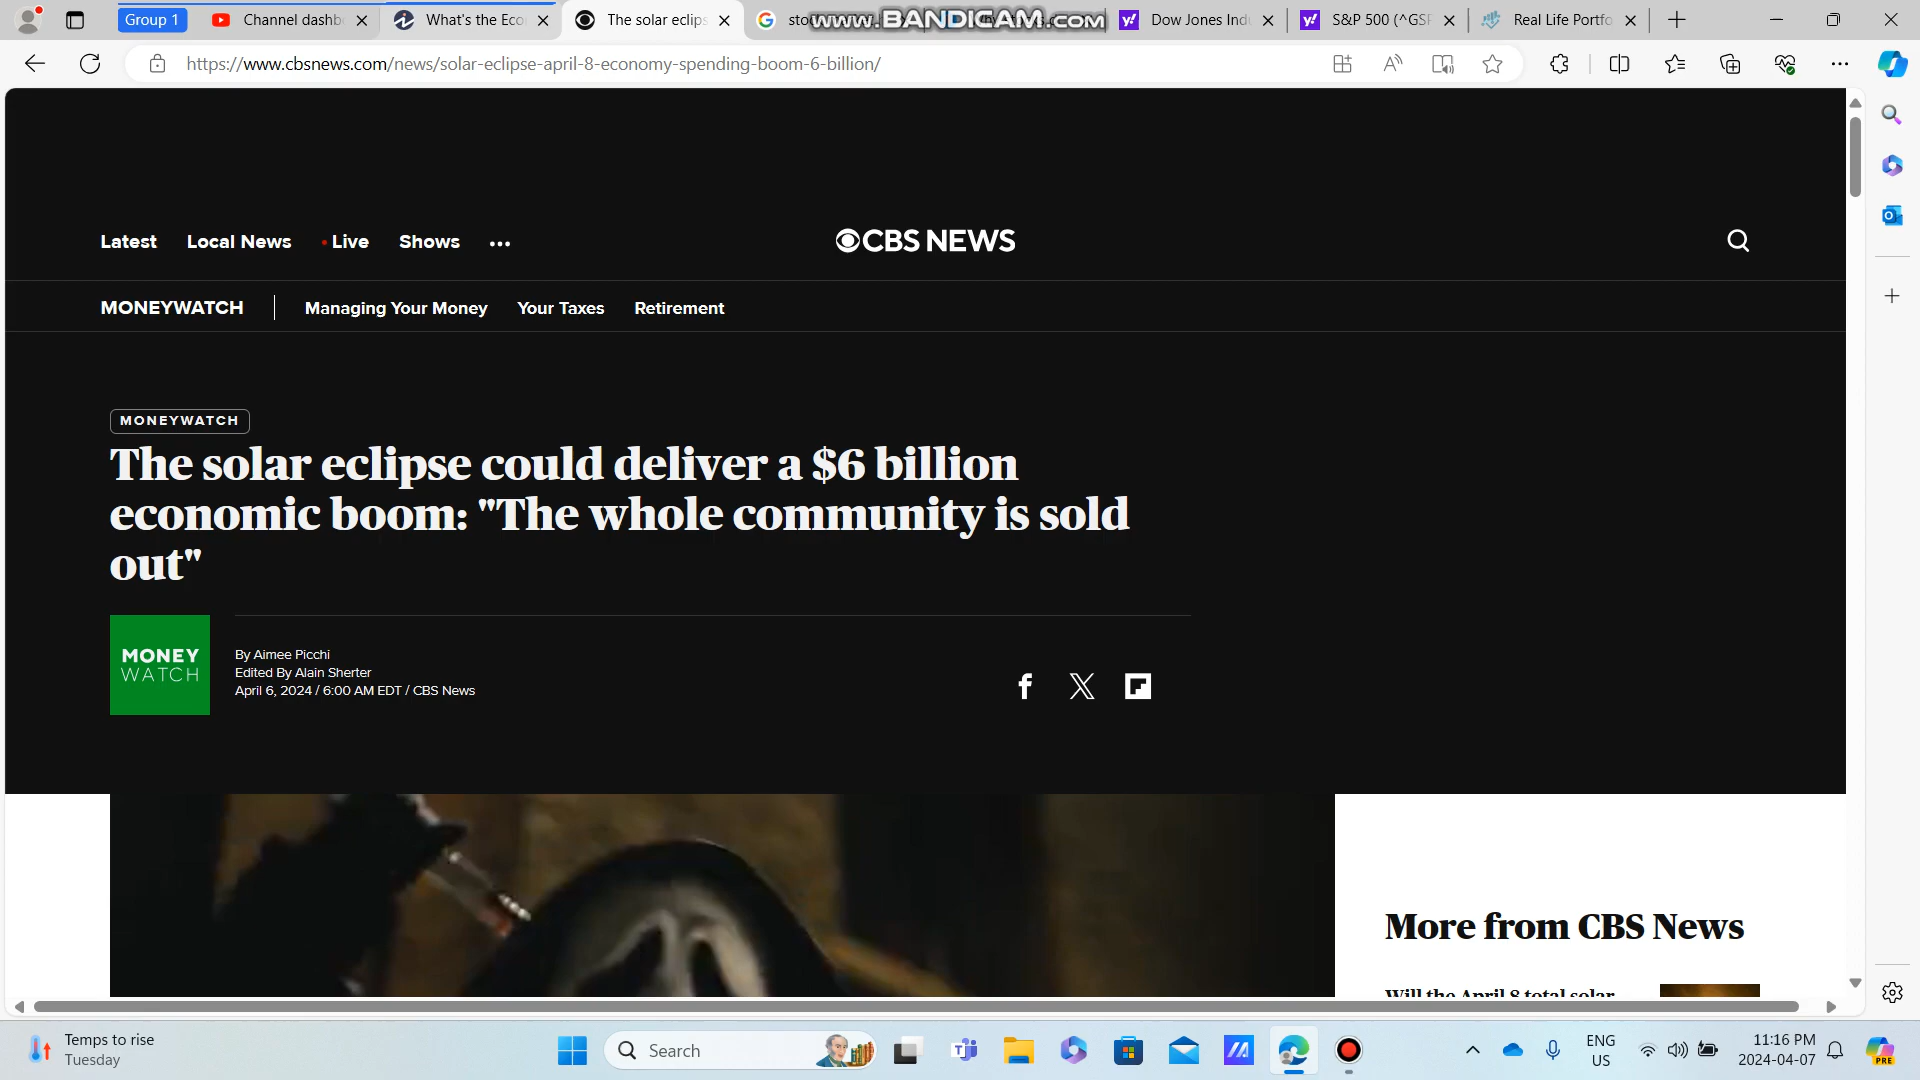 Group 1
Channel dashb
What's the Eco
The solar eclips
sto
www.BANDICAM.com
Dow Jones Indu
S&P 500 (^GSP
Real Life Portfo
https://www.cbsnews.com/news/solar-eclipse-april-8-economy-spending-boom-6-billion/
Latest Local News Live Shows
CBS NEWS
MONEYWATCH Managing Your Money Your Taxes Retirement
MONEYWATCH
The solar eclipse could deliver a $6 billion
economic boom: "The whole community is sold
out"
MONEY
WATCH
By Aimee Picchi
Edited By Alain Sherter
April 6, 2024 / 6:00 AM EDT / CBS News
More from CBS News
Will the April 8 total solar
Temps to rise
Tuesday
Search
ENG
US
11:16 PM
2024-04-07
PRE